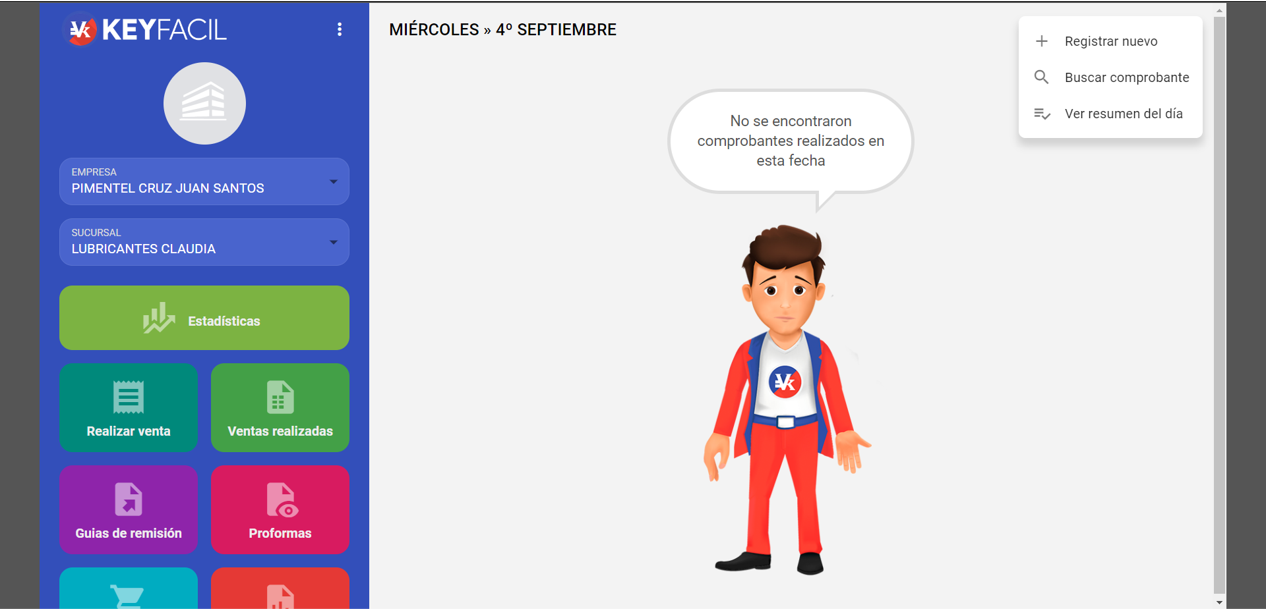 KEYFACIL
EMPRESA
PIMENTEL CRUZ JUAN SANTOS
SUCURSAL
LUBRICANTES CLAUDIA
Estadísticas
Realizar venta
Ventas realizadas
Guias de remisión
Proformas
MIÉRCOLES » 4º SEPTIEMBRE
No se encontraron
comprobantes realizados en
esta fecha
Registrar nuevo
Buscar comprobante
Ver resumen del día